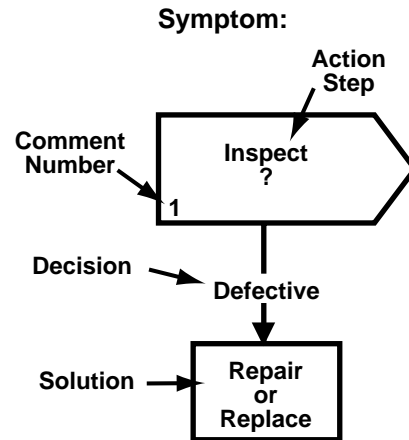 Symptom:
Action
Step
Comment
Number
Inspect
?
1
Decision
Defective
Solution
Repair
or
Replace